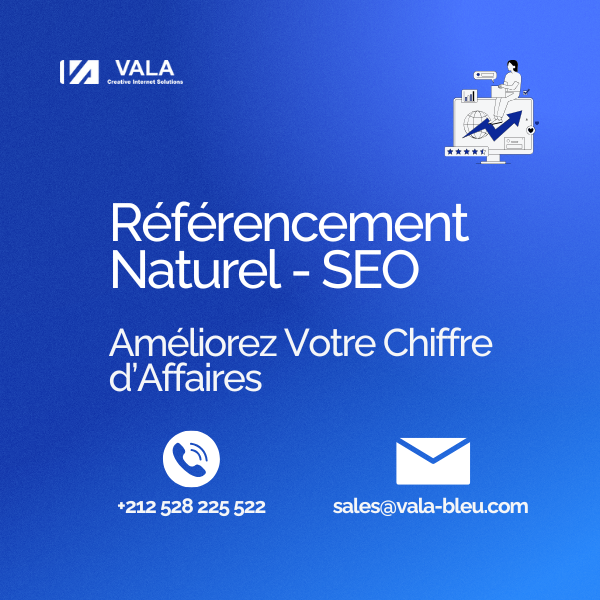 VALA
Creative Internet Solutions
Référencement
Naturel - SEO
Améliorez Votre Chiffre
d’Affaires
+212 528 225 522
sales@vala-bleu.com